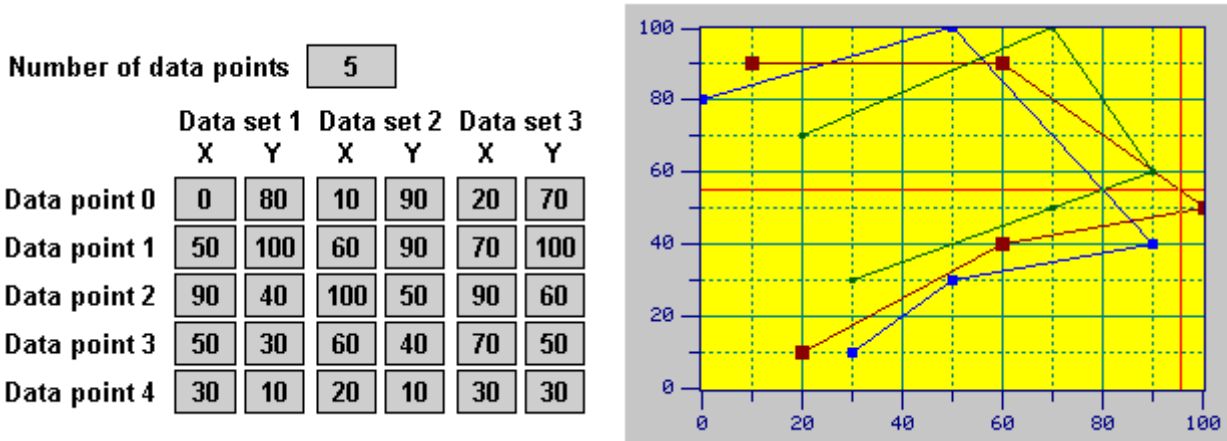 Number of data points 5
Data set 1 Data set 2 Data set 3
X Y X Y X Y
Data point 0 0 80 10 90 20 70
Data point 1 50 100 60 90 70 100
Data point 2 90 40 100 50 90 60
Data point 3 50 30 60 40 70 50
Data point 4 30 10 20 10 30 30
100
80
60
40
20
0
0 20 40 60 80 100